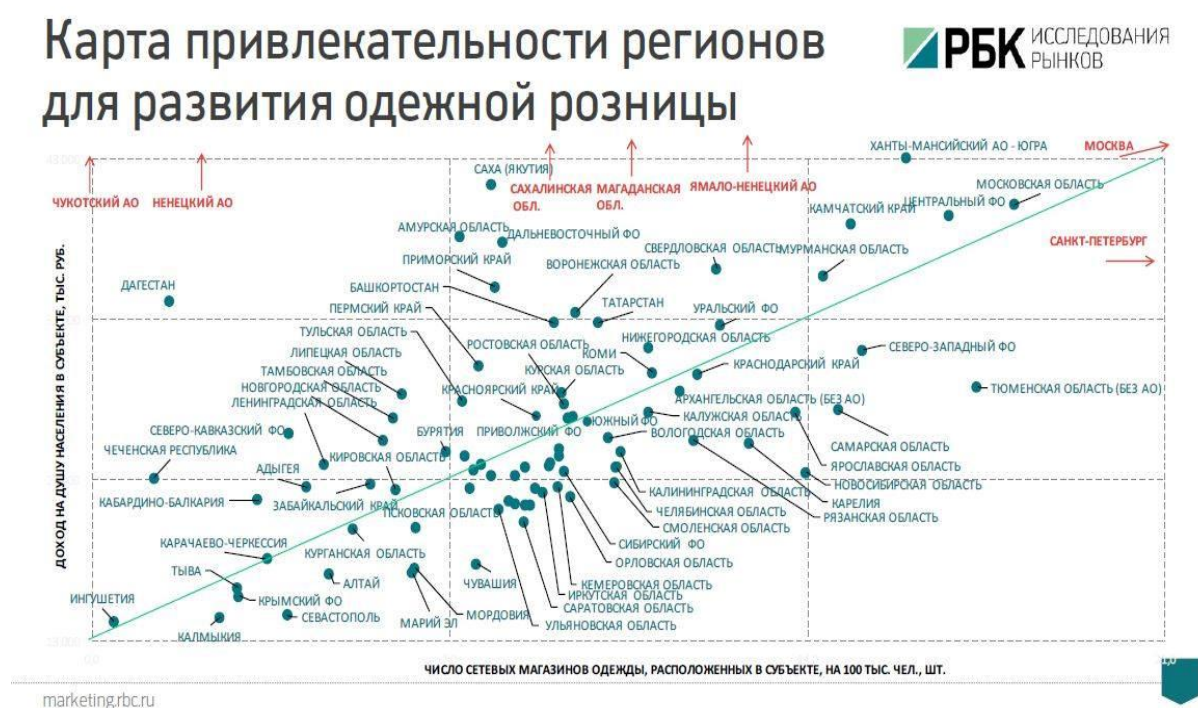 Карта привлекательности регионов
для развития одежной розницы
РБК ИССЛЕДОВАНИЯ
РЫНКОВ
ХАНТЫ-МАНСИЙСКИЙ АО - ЮГРА
МОСКВА
43 000
САХА (ЯКУТИЯ)
ЧУКОТСКИЙ АО
НЕНЕЦКИЙ АО
САХАЛИНСКАЯ
ОБЛ.
МАГАДАНСКАЯ
ОБЛ.
ЯМАЛО-НЕНЕЦКИЙ АО
МОСКОВСКАЯ ОБЛАСТЬ
КАМЧАТСКИЙ КРАЙ
ЦЕНТРАЛЬНЫЙ ФО
АМУРСКАЯ ОБЛАСТЬ
ДАЛЬНЕВОСТОЧНЫЙ ФО
СВЕРДЛОВСКАЯ ОБЛАСТЬ
МУРМАНСКАЯ ОБЛАСТЬ
САНКТ-ПЕТЕРБУРГ
ПРИМОРСКИЙ КРАЙ
ВОРОНЕЖСКАЯ ОБЛАСТЬ
ДАГЕСТАН
БАШКОРТОСТАН
ПЕРМСКИЙ КРАЙ
ТАТАРСТАН
УРАЛЬСКИЙ ФО
ТУЛЬСКАЯ ОБЛАСТЬ
РОСТОВСКАЯ ОБЛАСТЬ
НИЖЕГОРОДСКАЯ ОБЛАСТЬ
СЕВЕРО-ЗАПАДНЫЙ ФО
ЛИПЕЦКАЯ ОБЛАСТЬ
КОМИ
КРАСНОДАРСКИЙ КРАЙ
ТАМБОВСКАЯ ОБЛАСТЬ
КУРСКАЯ ОБЛАСТЬ
НОВГОРОДСКАЯ ОБЛАСТЬ
КРАСНОЯРСКИЙ КРАЙ
ТЮМЕНСКАЯ ОБЛАСТЬ (БЕЗ АО)
ЛЕНИНГРАДСКАЯ ОБЛАСТЬ
АРХАНГЕЛЬСКАЯ ОБЛАСТЬ (БЕЗ АО)
КАЛУЖСКАЯ ОБЛАСТЬ
СЕВЕРО-КАВКАЗСКИЙ ФО
БУРЯТИЯ
ПРИВОЛЖСКИЙ ФО
ЮЖНЫЙ ФО
ВОЛОГОДСКАЯ ОБЛАСТЬ
САМАРСКАЯ ОБЛАСТЬ
ЧЕЧЕНСКАЯ РЕСПУБЛИКА
КИРОВСКАЯ ОБЛАСТЬ
АДЫГЕЯ
ЯРОСЛАВСКАЯ ОБЛАСТЬ
НОВОСИБИРСКАЯ ОБЛАСТЬ
КАЛИНИНГРАДСКАЯ ОБЛАСТЬ
КАБАРДИНО-БАЛКАРИЯ
ЗАБАЙКАЛЬСКИЙ КРАЙ
ПСКОВСКАЯ ОБЛАСТЬ
ЧЕЛЯБИНСКАЯ ОБЛАСТЬ
КАРЕЛИЯ
РЯЗАНСКАЯ ОБЛАСТЬ
СМОЛЕНСКАЯ ОБЛАСТЬ
КАРАЧАЕВО-ЧЕРКЕССИЯ
КУРГАНСКАЯ ОБЛАСТЬ
СИБИРСКИЙ ФО
ОРЛОВСКАЯ ОБЛАСТЬ
ТЫВА
АЛТАЙ
ЧУВАШИЯ
КЕМЕРОВСКАЯ ОБЛАСТЬ
ИРКУТСКАЯ ОБЛАСТЬ
ИНГУШЕТИЯ
КРЫМСКИЙ ФО
САРАТОВСКАЯ ОБЛАСТЬ
СЕВАСТОПОЛЬ
МАРИЙ ЭЛ
МОРДОВИЯ
УЛЬЯНОВСКАЯ ОБЛАСТЬ
КАЛМЫКИЯ
13 000
0,0
1,0
ДОХОД НА ДУШУ НАСЕЛЕНИЯ В СУБЪЕКТЕ, ТЫС. РУБ.
ЧИСЛО СЕТЕВЫХ МАГАЗИНОВ ОДЕЖДЫ, РАСПОЛОЖЕННЫХ В СУБЪЕКТЕ, НА 100 ТЫС. ЧЕЛ., ШТ.
marketing.rbc.ru